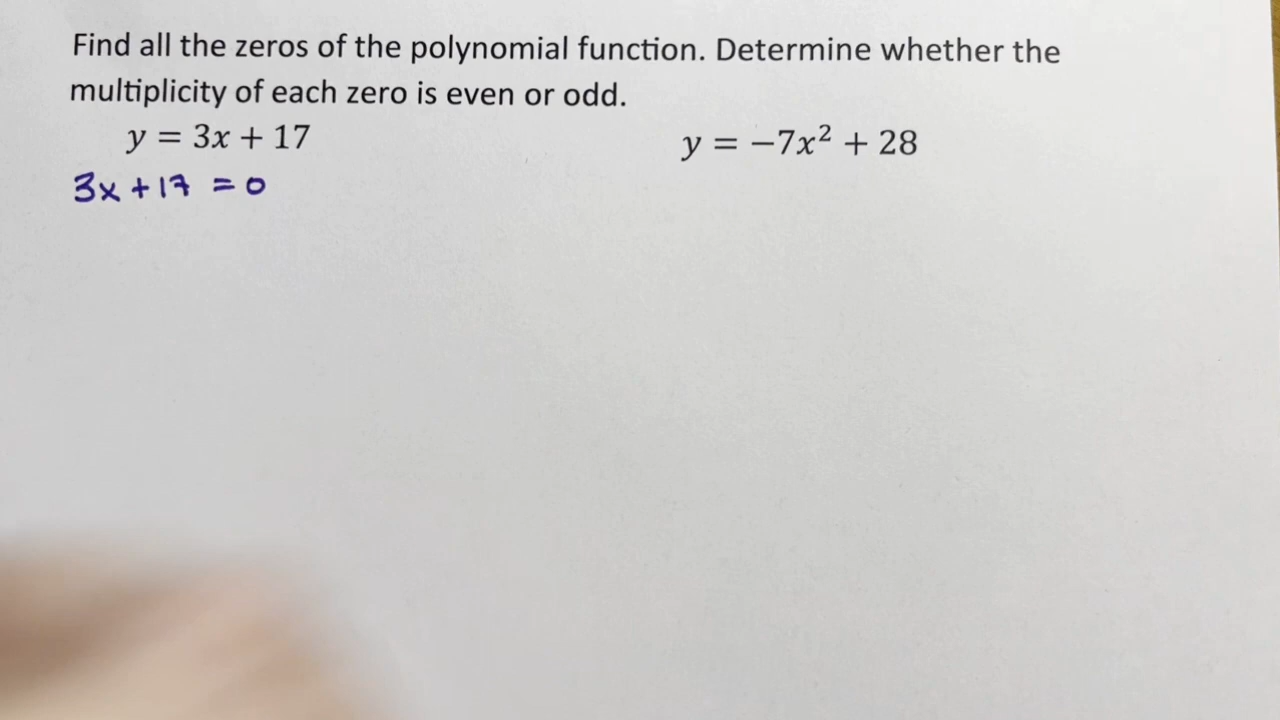 Find all the zeros of the polynomial function. Determine whether the
multiplicity of each zero is even or odd.
y = 3x + 17
y = −7x² + 28
3x + 17 = 0